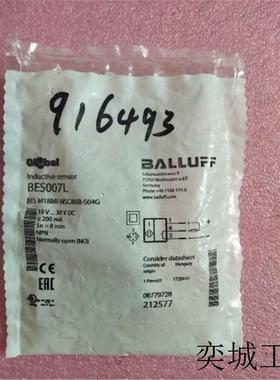 916493
Global
Inductive sensor
BES007L
BES M18MI-NSC80B-S04G
10 V ... 30 V DC
≤ 200 mA
Sn = 8 mm
NPN
Normally open (NO)
BALLUFF
Schurwaldstrasse 9
73765 Neuhausen a.d.F.
Germany
Phone +49 7158 173-0
www.balluff.com
Consider datasheet
Country of origin
Hungary
06779728
212577
奕城工